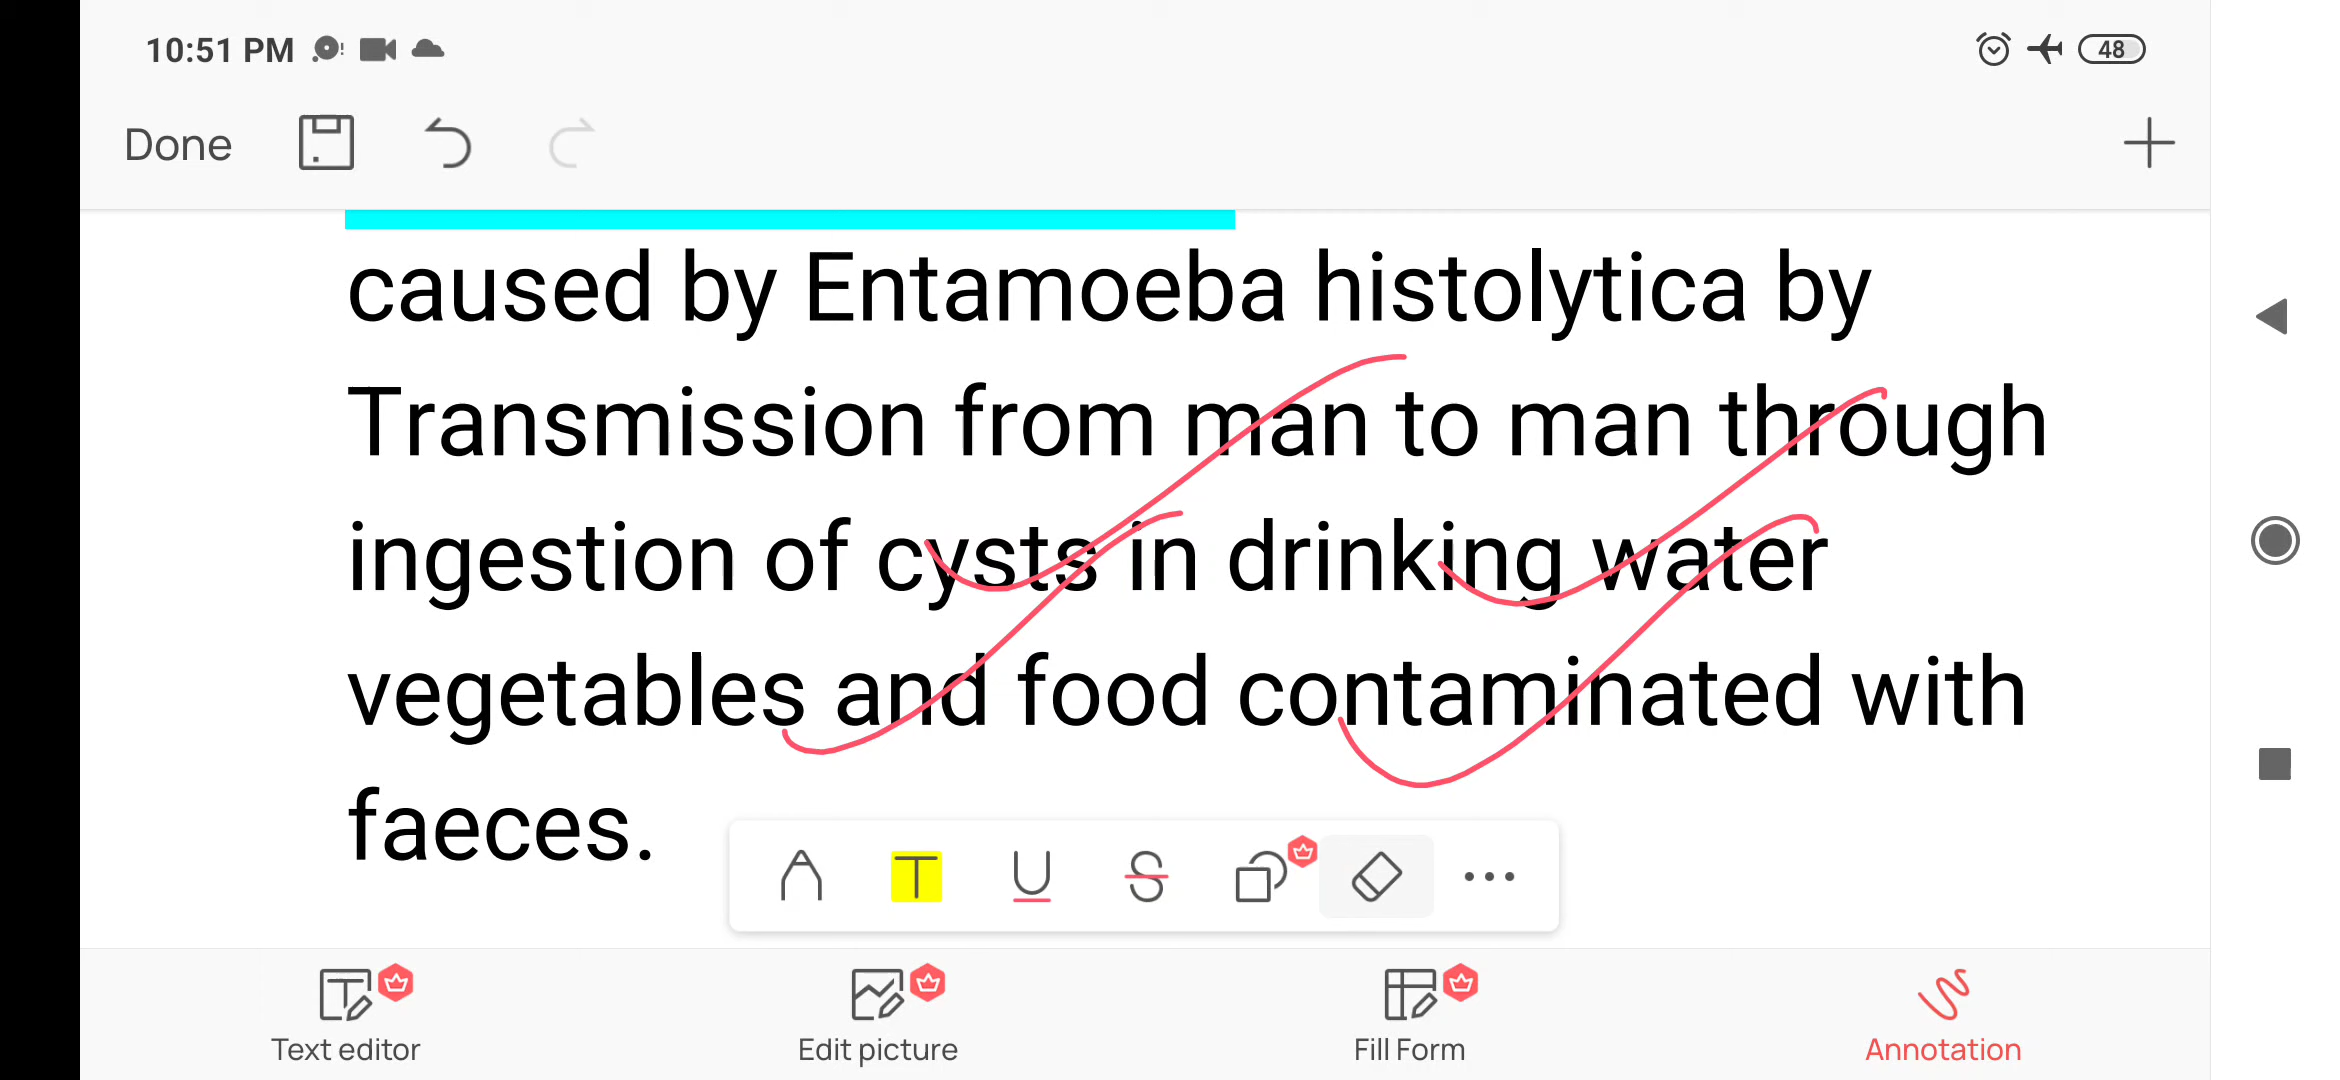 10:51 PM
48
Done
caused by Entamoeba histolytica by
Transmission from man to man through
ingestion of cysts in drinking water
vegetables and food contaminated with
faeces.
T U S
Text editor
Edit picture
Fill Form
Annotation